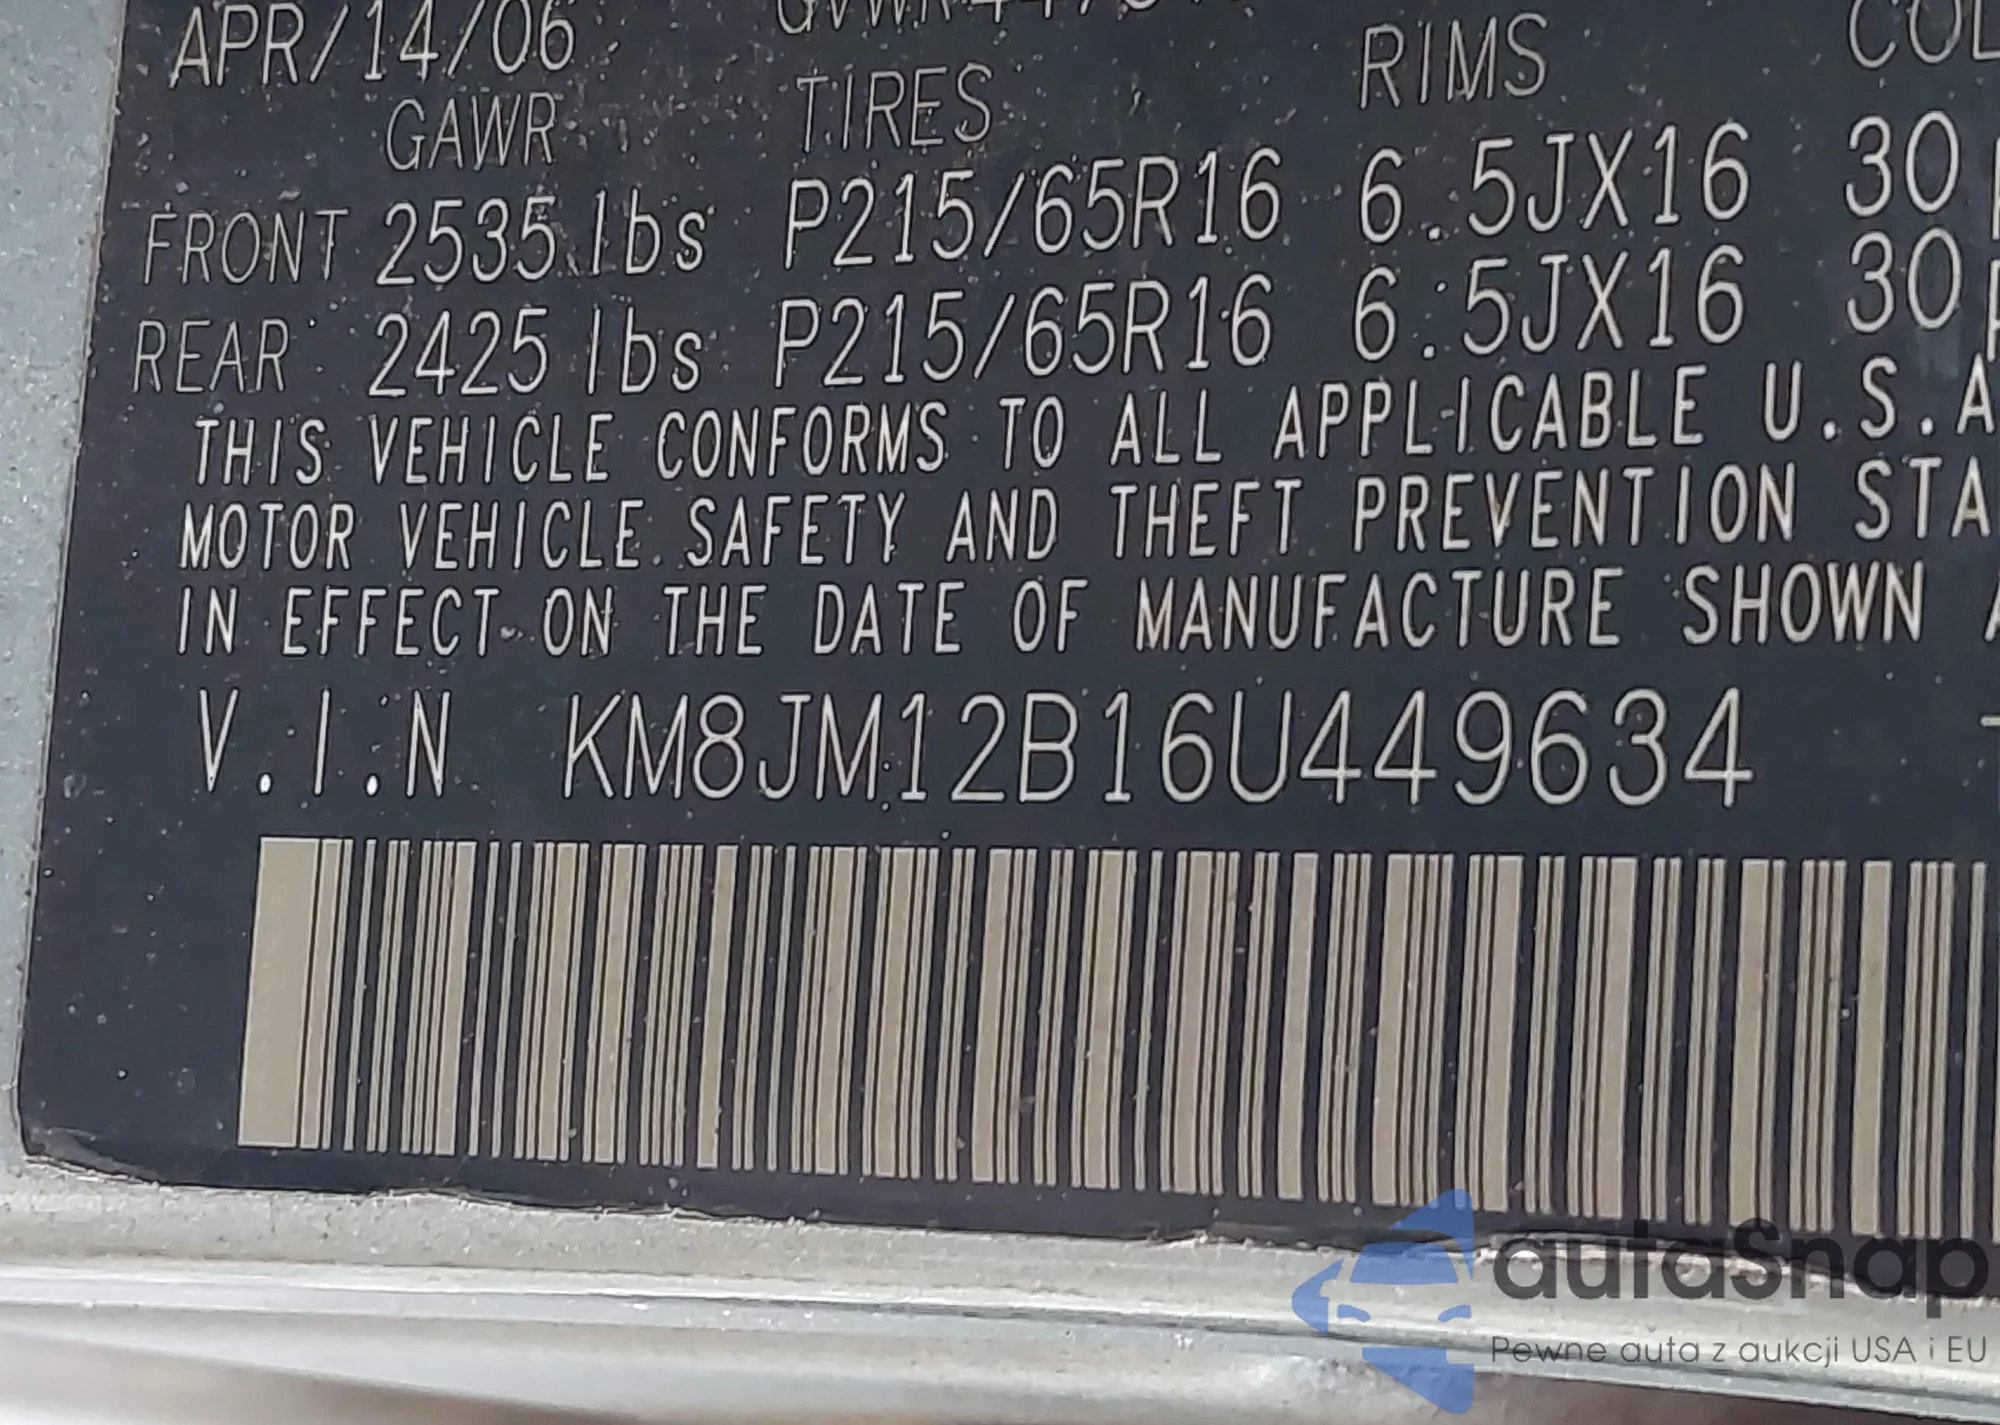 APR/14/06
GAWR TIRES RIMS
FRONT 2535 lbs P215/65R16 6.5JX16 30
REAR 2425 lbs P215/65R16 6.5JX16 30
THIS VEHICLE CONFORMS TO ALL APPLICABLE U.S.A
MOTOR VEHICLE SAFETY AND THEFT PREVENTION STA
IN EFFECT ON THE DATE OF MANUFACTURE SHOWN A
V.I.N KM8JM12B16U449634
autaSnap
Pewne auta z aukcji USA i EU